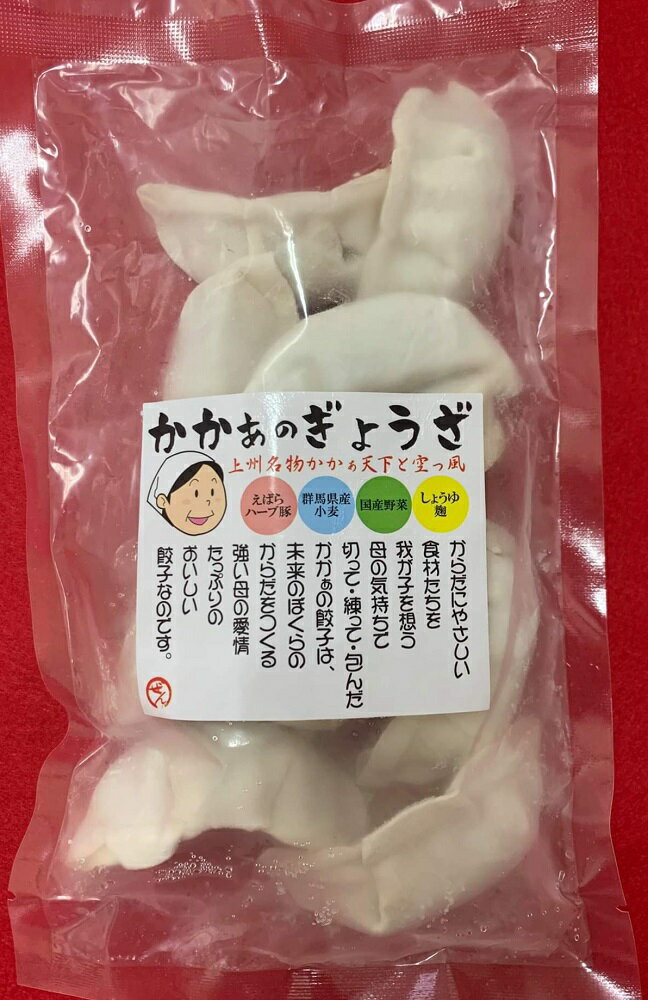 かかぁのぎょうざ
上州名物かかぁ天下と空っ風
えばら
ハーブ豚
群馬県産
小麦
国産野菜
しょうゆ
麹
からだにやさしい
食材たちを
我が子を想う
母の気持ちで
切って・練って・包んだ
かかぁの餃子は、
未来のぼくらの
からだをつくる
強い母の愛情
たっぷりの
おいしい
餃子なのです。
ぜん